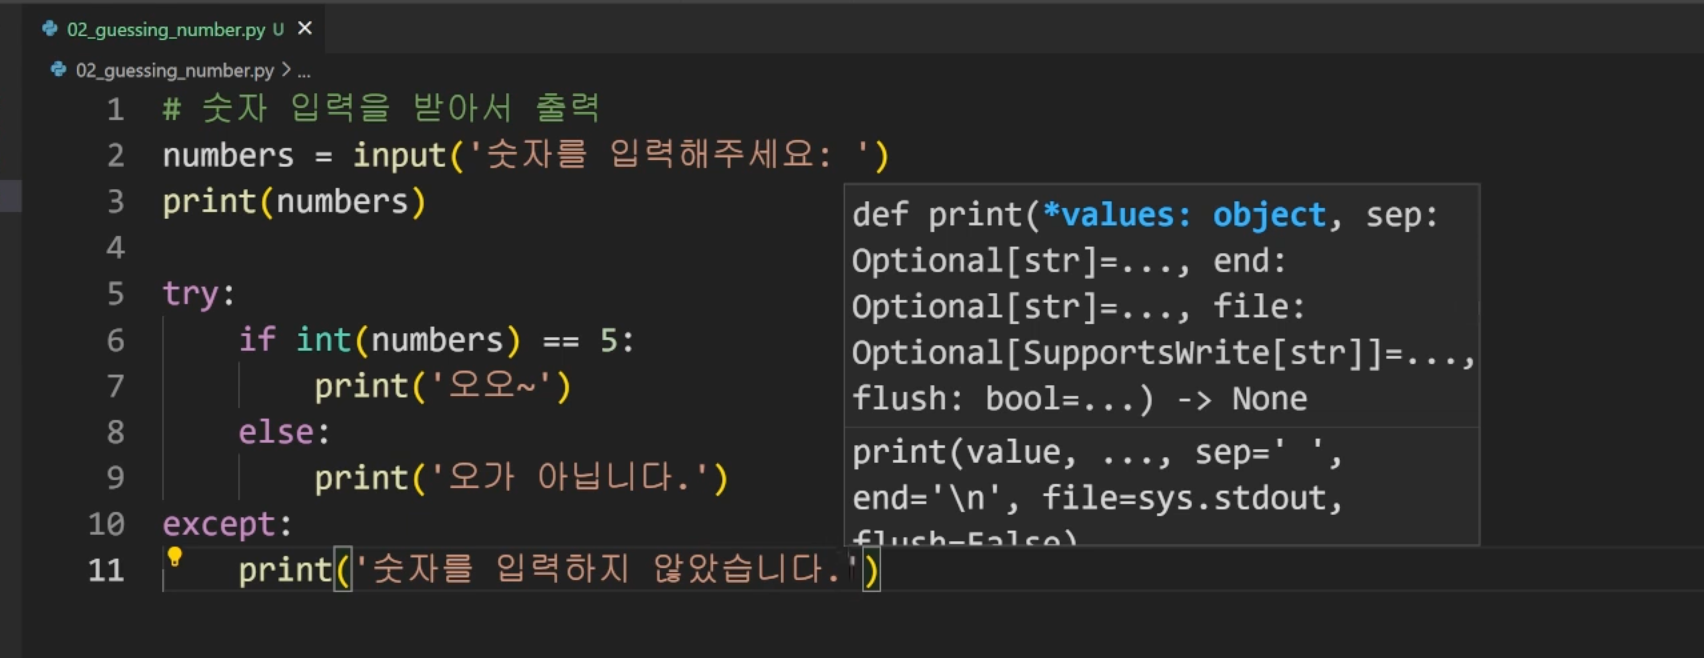 02_guessing_number.py U ×
02_guessing_number.py > ...
1 # 숫자 입력을 받아서 출력
2 numbers = input('숫자를 입력해주세요: ')
3 print(numbers)
4
5 try:
6 if int(numbers) == 5:
7 print('오오~')
8 else:
9 print('오가 아닙니다.')
10 except:
11 print('숫자를 입력하지 않았습니다.')
def print(*values: object, sep:
Optional[str]=..., end:
Optional[str]=..., file:
Optional[SupportsWrite[str]]=...,
flush: bool=...) -> None
print(value, ..., sep=' ',
end='\n', file=sys.stdout,
flush=False)